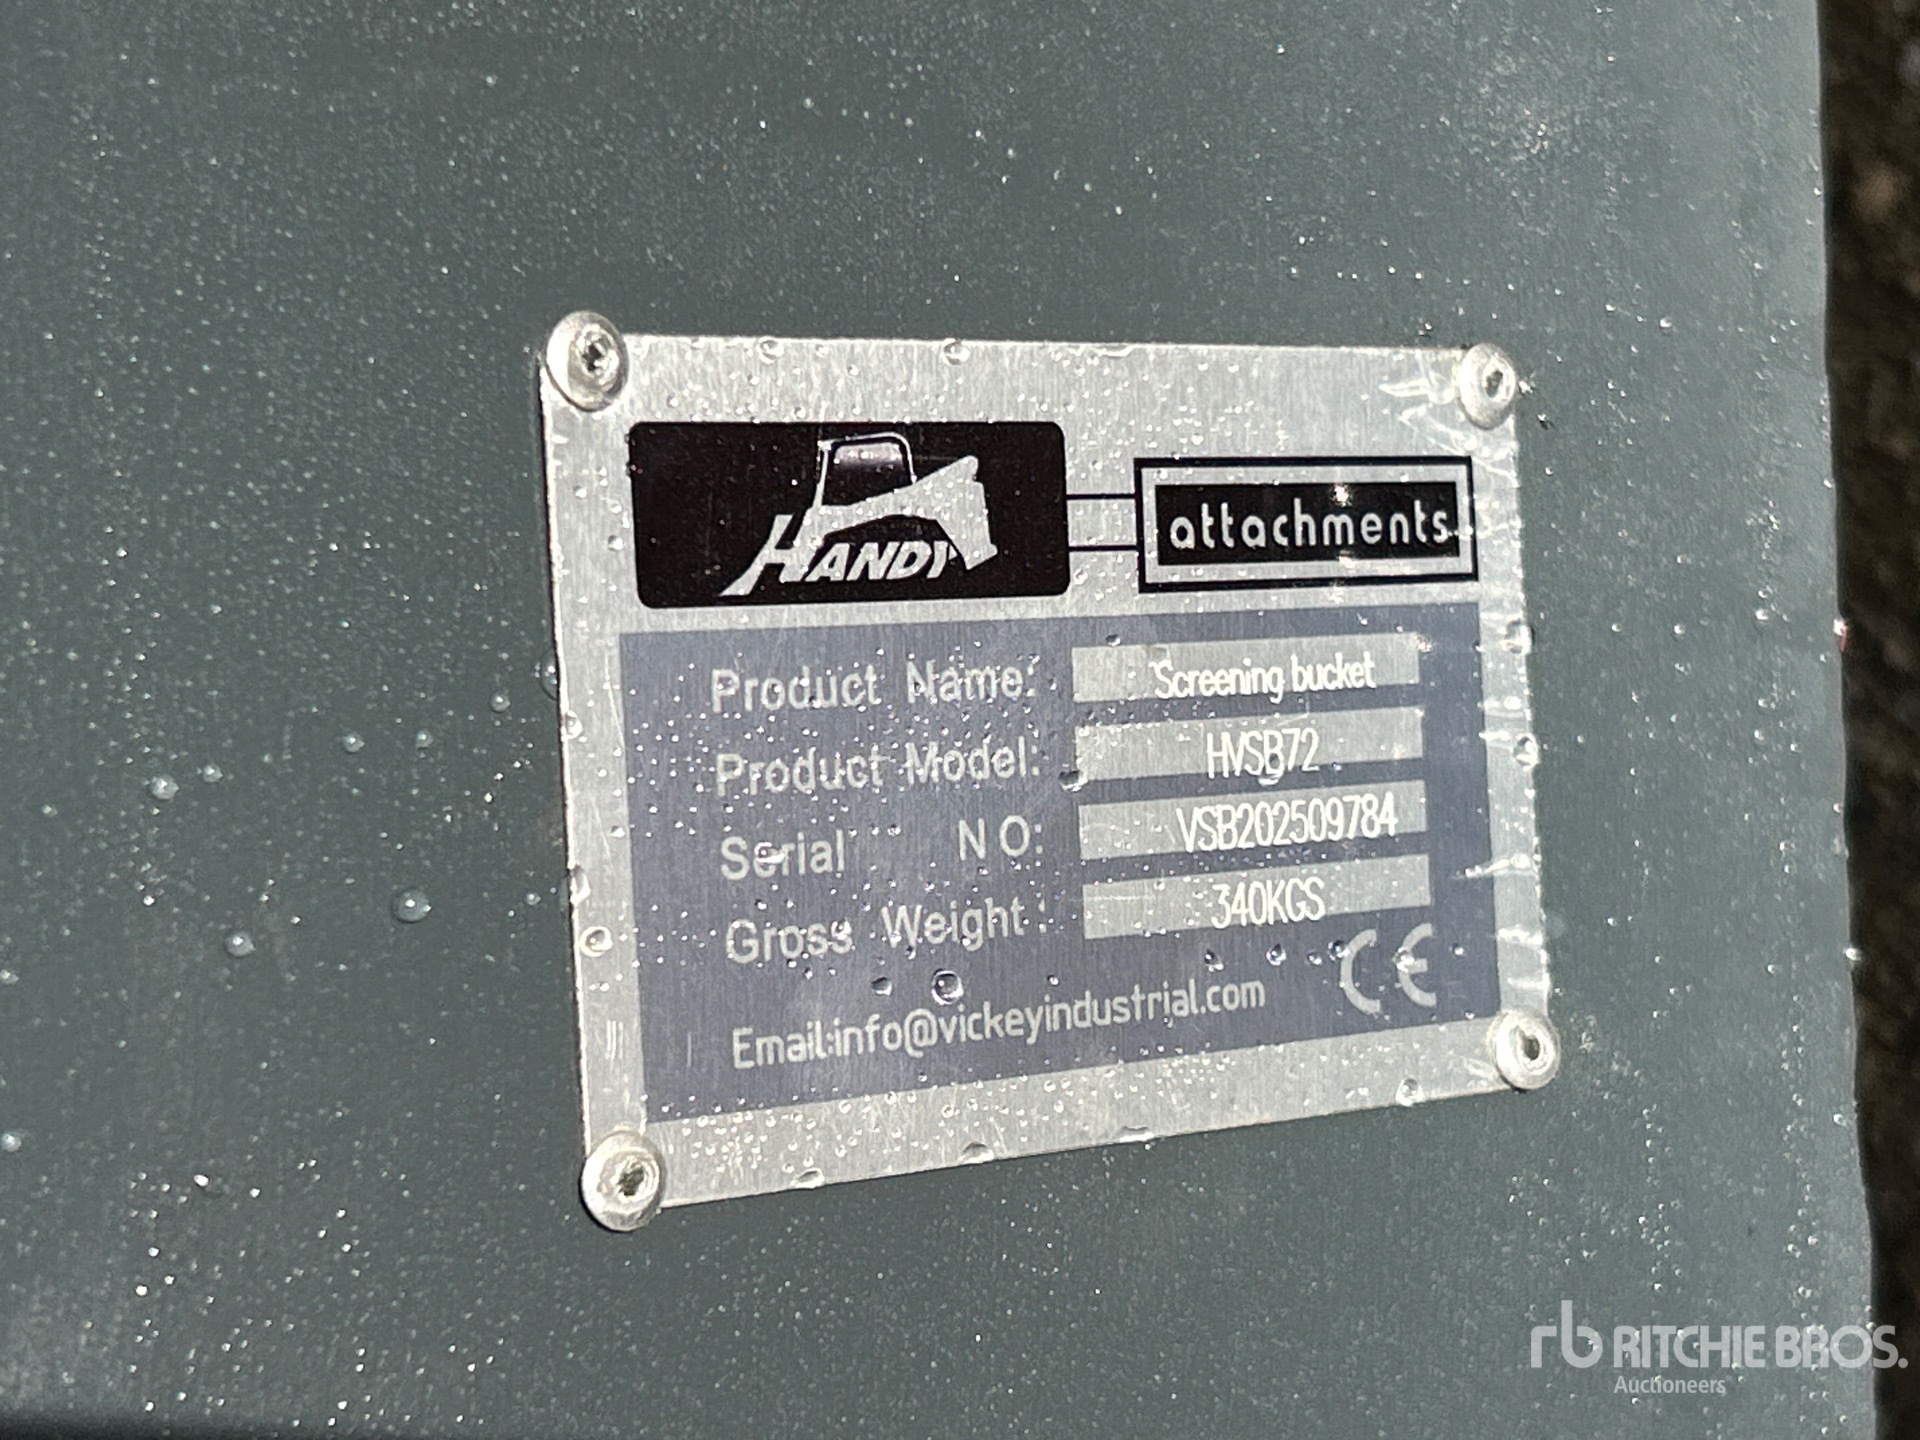 HANDY
attachments
Product Name: Screening bucket
Product Model: HVSB72
Serial NO: VSB202509784
Gross Weight: 340KGS
Email:info@vickeyindustrial.com
CE
rb RITCHIE BROS.
Auctioneers